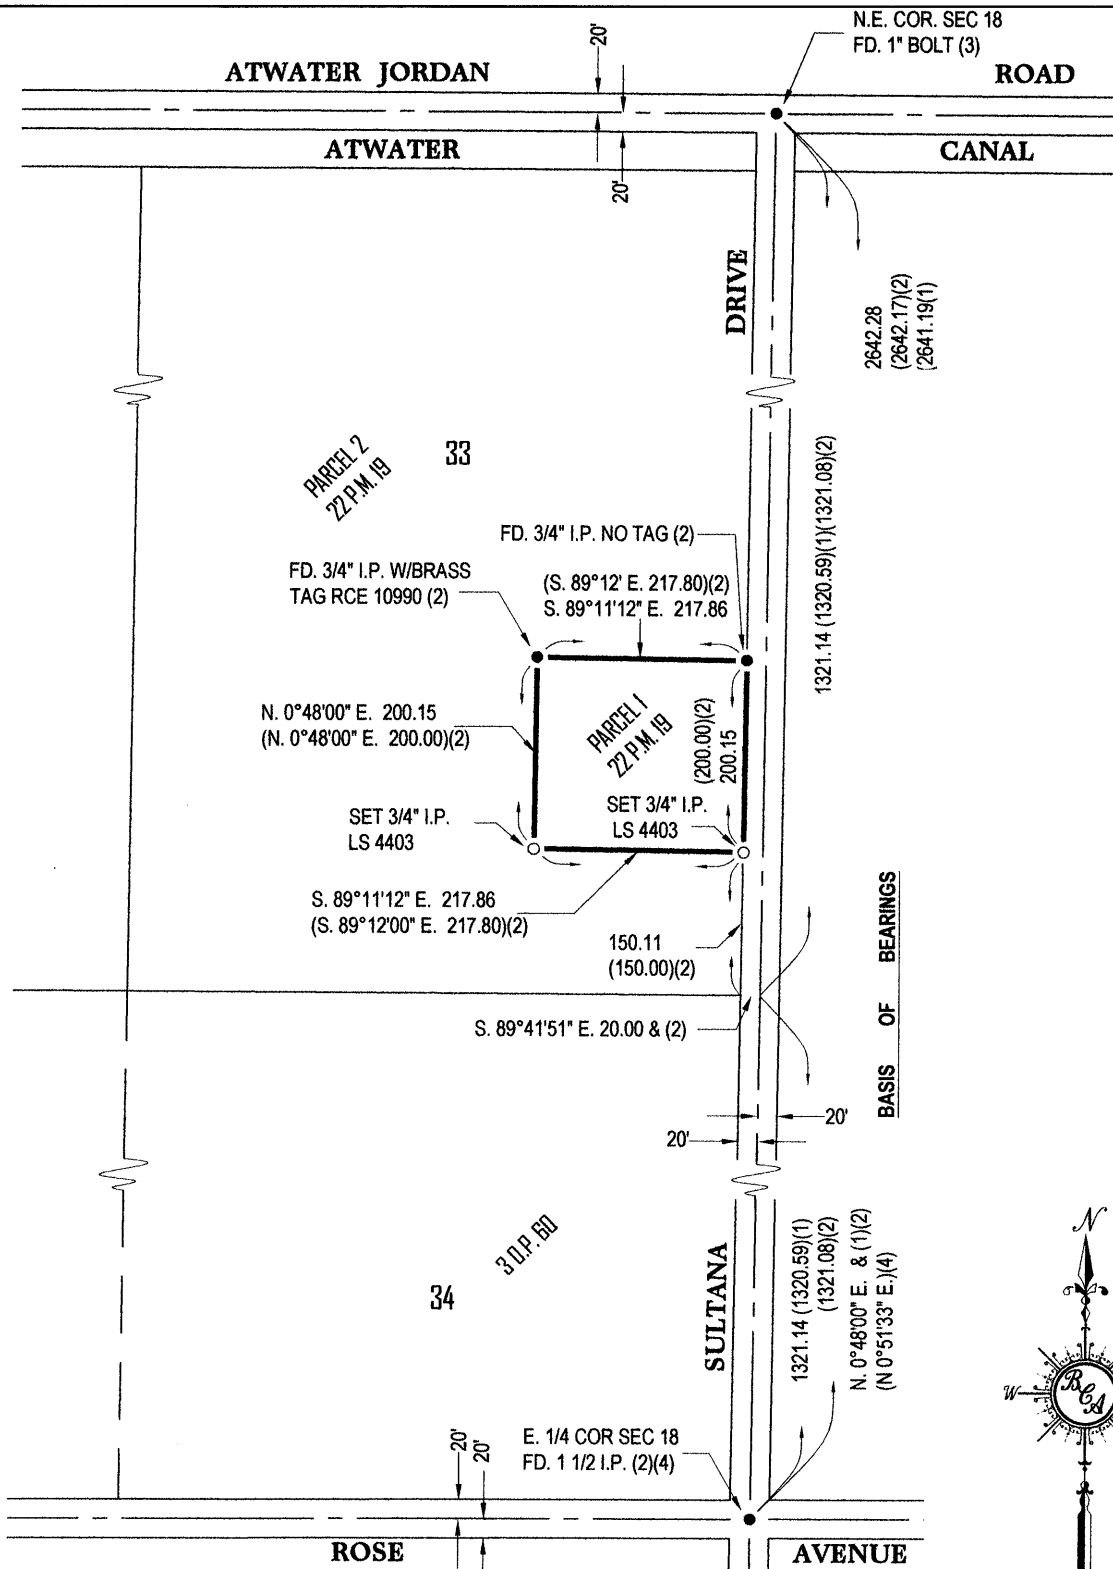 N.E. COR. SEC 18
FD. 1" BOLT (3)
20'
ATWATER JORDAN ROAD
ATWATER CANAL
20'
DRIVE
2642.28
(2642.17)(2)
(2641.19(1)
PARCEL 2
22 P.M. 19
33
1321.14 (1320.59)(1)(1321.08)(2)
FD. 3/4" I.P. NO TAG (2)
FD. 3/4" I.P. W/BRASS
TAG RCE 10990 (2)
(S. 89°12' E. 217.80)(2)
S. 89°11'12" E. 217.86
N. 0°48'00" E. 200.15
(N. 0°48'00" E. 200.00)(2)
PARCEL 1
22 P.M. 19
(200.00)(2)
200.15
SET 3/4" I.P.
LS 4403
SET 3/4" I.P.
LS 4403
S. 89°11'12" E. 217.86
(S. 89°12'00" E. 217.80)(2)
150.11
(150.00)(2)
BASIS OF BEARINGS
S. 89°41'51" E. 20.00 & (2)
20'
20'
3 O.P. 60
34
SULTANA
1321.14 (1320.59)(1)
(1321.08)(2)
N. 0°48'00" E. & (1)(2)
(N 0°51'33" E.)(4)
N
W
BCA
E. 1/4 COR SEC 18
FD. 1 1/2 I.P. (2)(4)
20'
20'
ROSE AVENUE